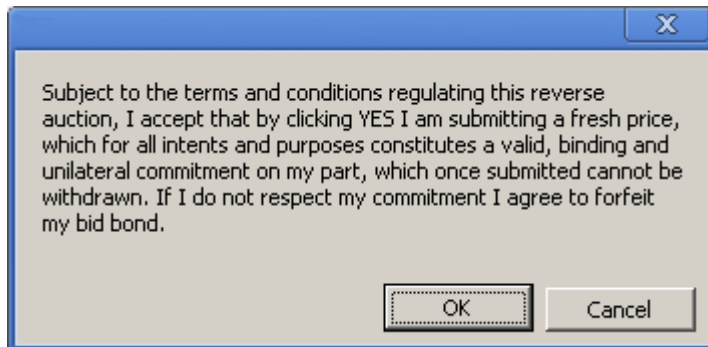 Subject to the terms and conditions regulating this reverse
auction, I accept that by clicking YES I am submitting a fresh price,
which for all intents and purposes constitutes a valid, binding and
unilateral commitment on my part, which once submitted cannot be
withdrawn. If I do not respect my commitment I agree to forfeit
my bid bond.
OK
Cancel